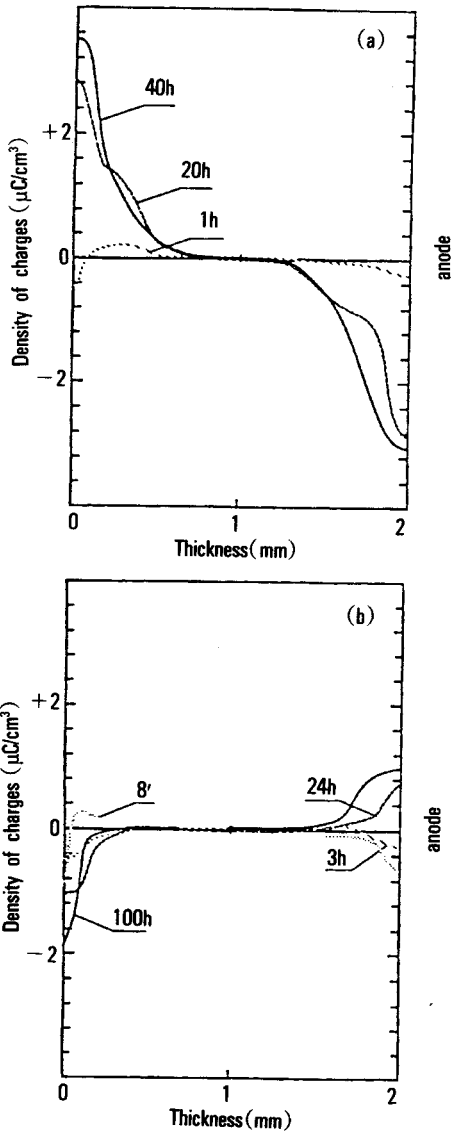 (a)
40h
+2
20h
1h
0
−2
Density of charges (μC/cm³)
anode
0
1
2
Thickness(mm)
(b)
+2
8′
24h
0
3h
100h
−2
Density of charges (μC/cm³)
anode
0
1
2
Thickness(mm)